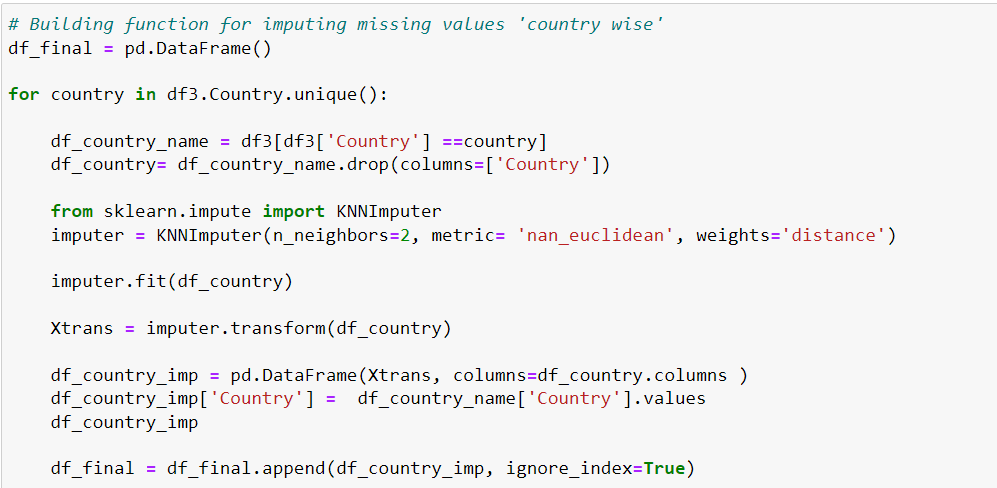 # Building function for imputing missing values 'country wise'
df_final = pd.DataFrame()
for country in df3.Country.unique():
df_country_name = df3[df3['Country'] ==country]
df_country= df_country_name.drop(columns=['Country'])
from sklearn.impute import KNNImputer
imputer = KNNImputer(n_neighbors=2, metric= 'nan_euclidean', weights='distance')
imputer.fit(df_country)
Xtrans = imputer.transform(df_country)
df_country_imp = pd.DataFrame(Xtrans, columns=df_country.columns )
df_country_imp['Country'] =  df_country_name['Country'].values
df_country_imp
df_final = df_final.append(df_country_imp, ignore_index=True)